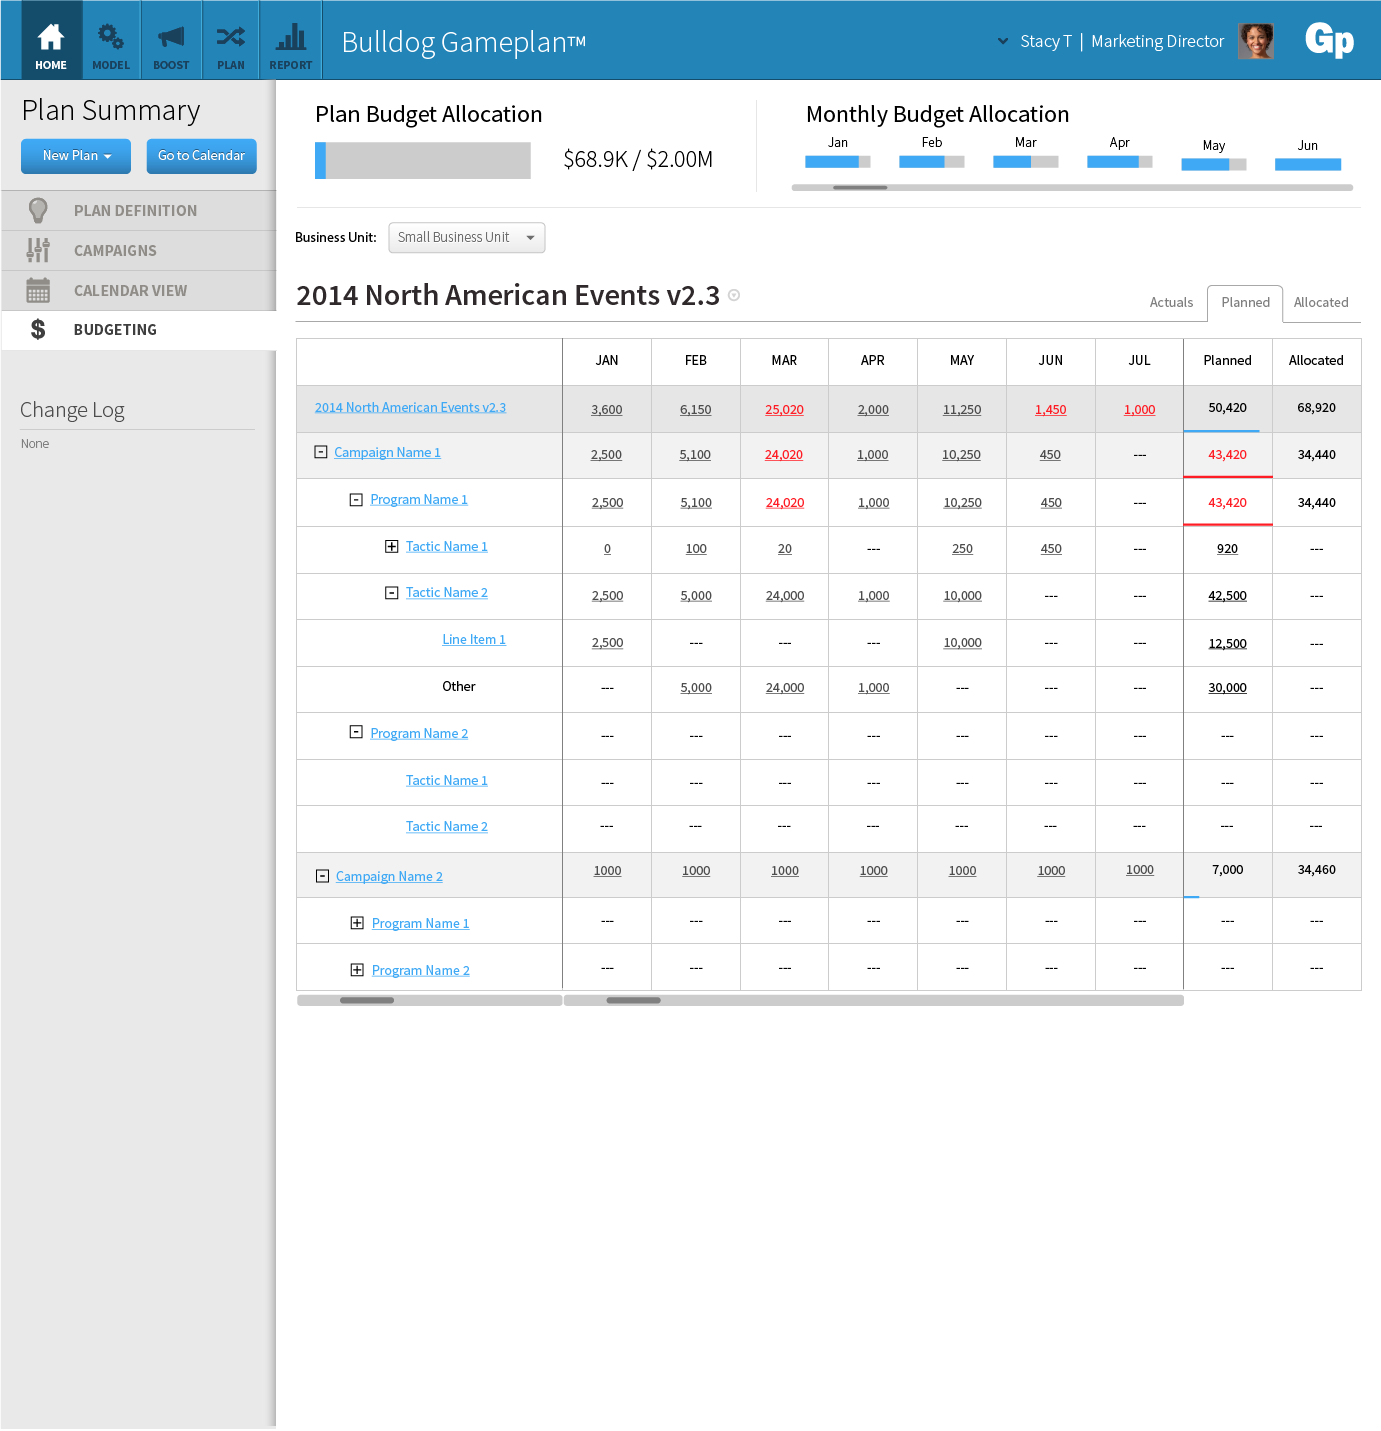 HOME MODEL BOOST PLAN REPORT
Bulldog Gameplan™
Stacy T | Marketing Director
Gp
Plan Summary
New Plan
Go to Calendar
PLAN DEFINITION
CAMPAIGNS
CALENDAR VIEW
BUDGETING
Change Log
None
Plan Budget Allocation
$68.9K / $2.00M
Monthly Budget Allocation
Jan Feb Mar Apr May Jun
Business Unit: Small Business Unit
2014 North American Events v2.3
Actuals Planned Allocated
JAN FEB MAR APR MAY JUN JUL Planned Allocated
2014 North American Events v2.3 3,600 6,150 25,020 2,000 11,250 1,450 1,000 50,420 68,920
Campaign Name 1 2,500 5,100 24,020 1,000 10,250 450 --- 43,420 34,440
Program Name 1 2,500 5,100 24,020 1,000 10,250 450 --- 43,420 34,440
Tactic Name 1 0 100 20 --- 250 450 --- 920 ---
Tactic Name 2 2,500 5,000 24,000 1,000 10,000 --- --- 42,500 ---
Line Item 1 2,500 --- --- --- 10,000 --- --- 12,500 ---
Other --- 5,000 24,000 1,000 --- --- --- 30,000 ---
Program Name 2 --- --- --- --- --- --- --- --- ---
Tactic Name 1 --- --- --- --- --- --- --- --- ---
Tactic Name 2 --- --- --- --- --- --- --- --- ---
Campaign Name 2 1000 1000 1000 1000 1000 1000 1000 7,000 34,460
Program Name 1 --- --- --- --- --- --- --- --- ---
Program Name 2 --- --- --- --- --- --- --- --- ---